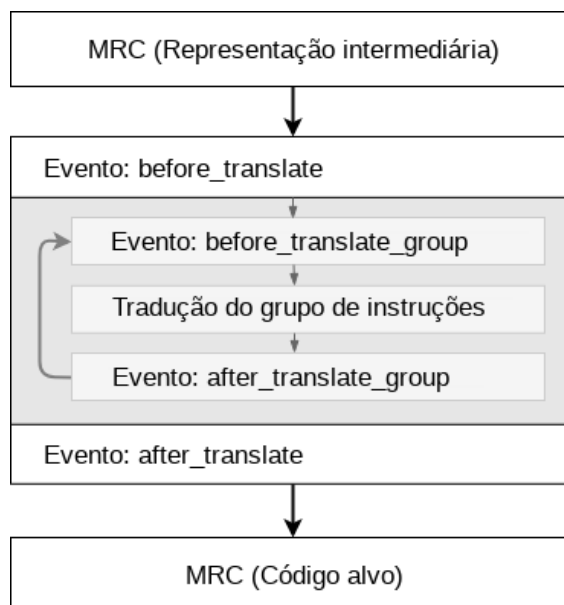 MRC (Representação intermediária)
Evento: before_translate
Evento: before_translate_group
Tradução do grupo de instruções
Evento: after_translate_group
Evento: after_translate
MRC (Código alvo)